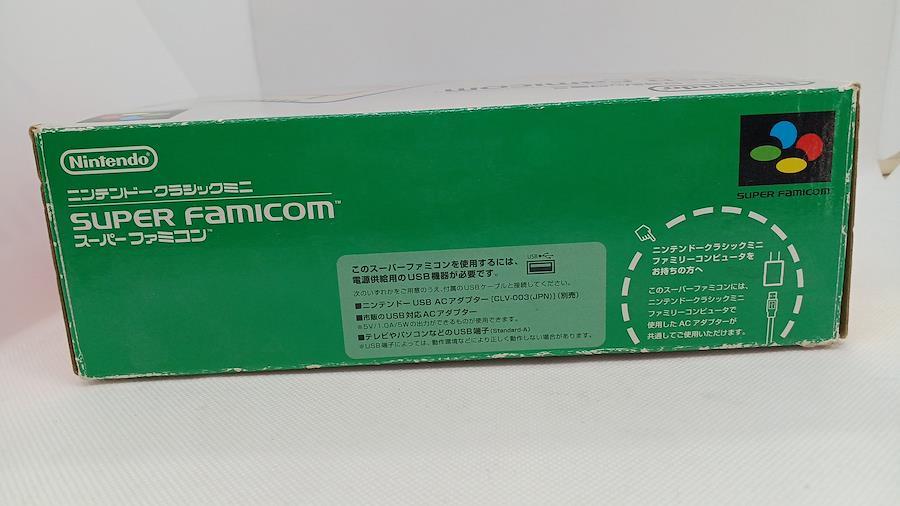 Nintendo
ニンテンドークラシックミニ
SUPER FAMICOM™
スーパーファミコン™
このスーパーファミコンを使用するには、
電源供給用のUSB機器が必要です。
USB
次のいずれかをご用意のうえ、付属のUSBケーブルと接続してください。
■ニンテンドーUSB ACアダプター [CLV-003(JPN)] (別売)
■市販のUSB対応ACアダプター
※5V/1.0A/5Wの出力ができるものが使用できます。
■テレビやパソコンなどのUSB端子(Standard-A)
※USB端子によっては、動作環境などにより正しく動作しない場合があります。
SUPER FAMICOM
ニンテンドークラシックミニ
ファミリーコンピュータを
お持ちの方へ
このスーパーファミコンには、
ニンテンドークラシックミニ
ファミリーコンピュータで
使用したACアダプターが
共通してご使用いただけます。